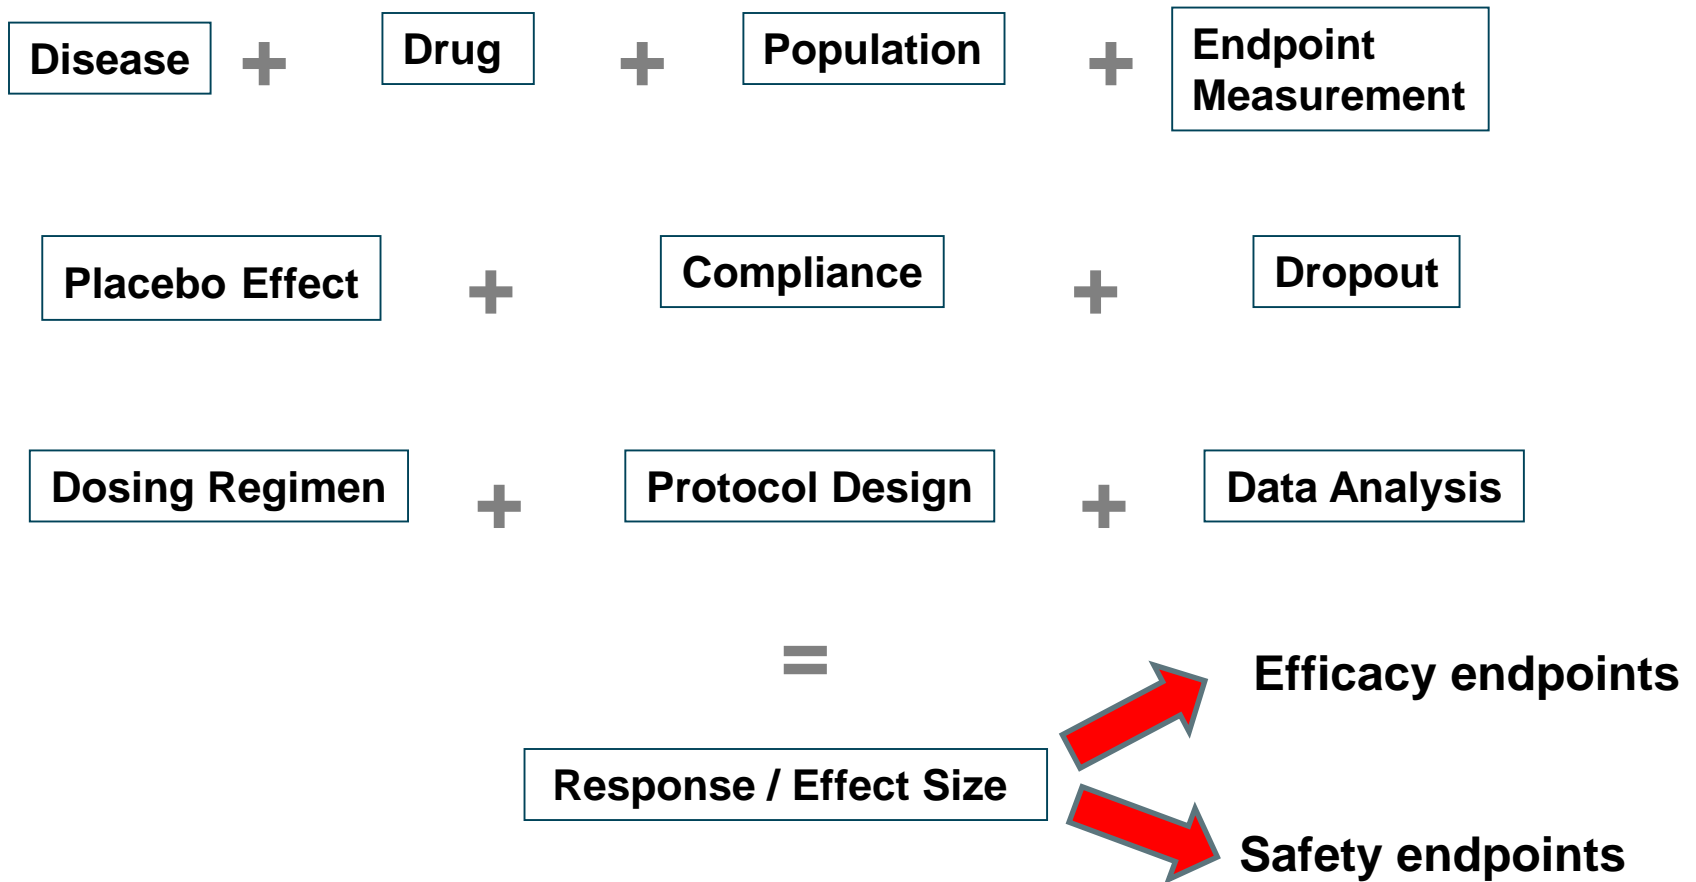 Disease + Drug + Population + Endpoint
Measurement
Placebo Effect + Compliance + Dropout
Dosing Regimen + Protocol Design + Data Analysis
=
Efficacy endpoints
Response / Effect Size
Safety endpoints